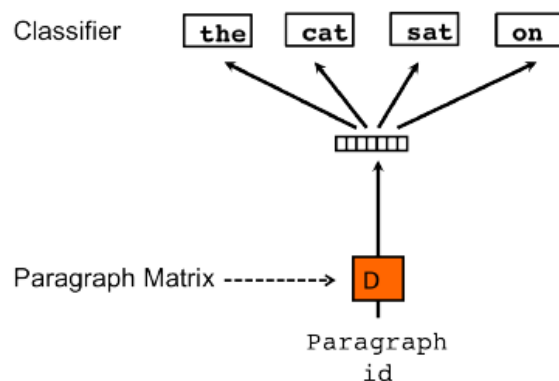 Classifier
the cat sat on
Paragraph Matrix
D
Paragraph
id